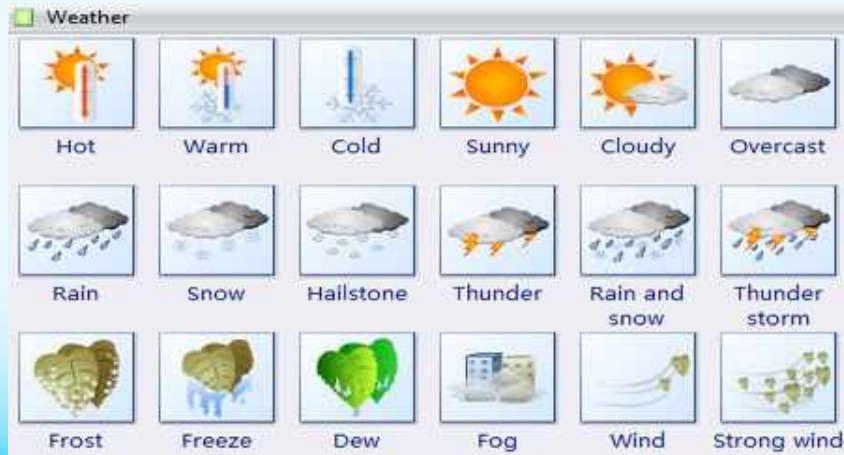 Weather
Hot Warm Cold Sunny Cloudy Overcast
Rain Snow Hailstone Thunder Rain and snow Thunder storm
Frost Freeze Dew Fog Wind Strong wind